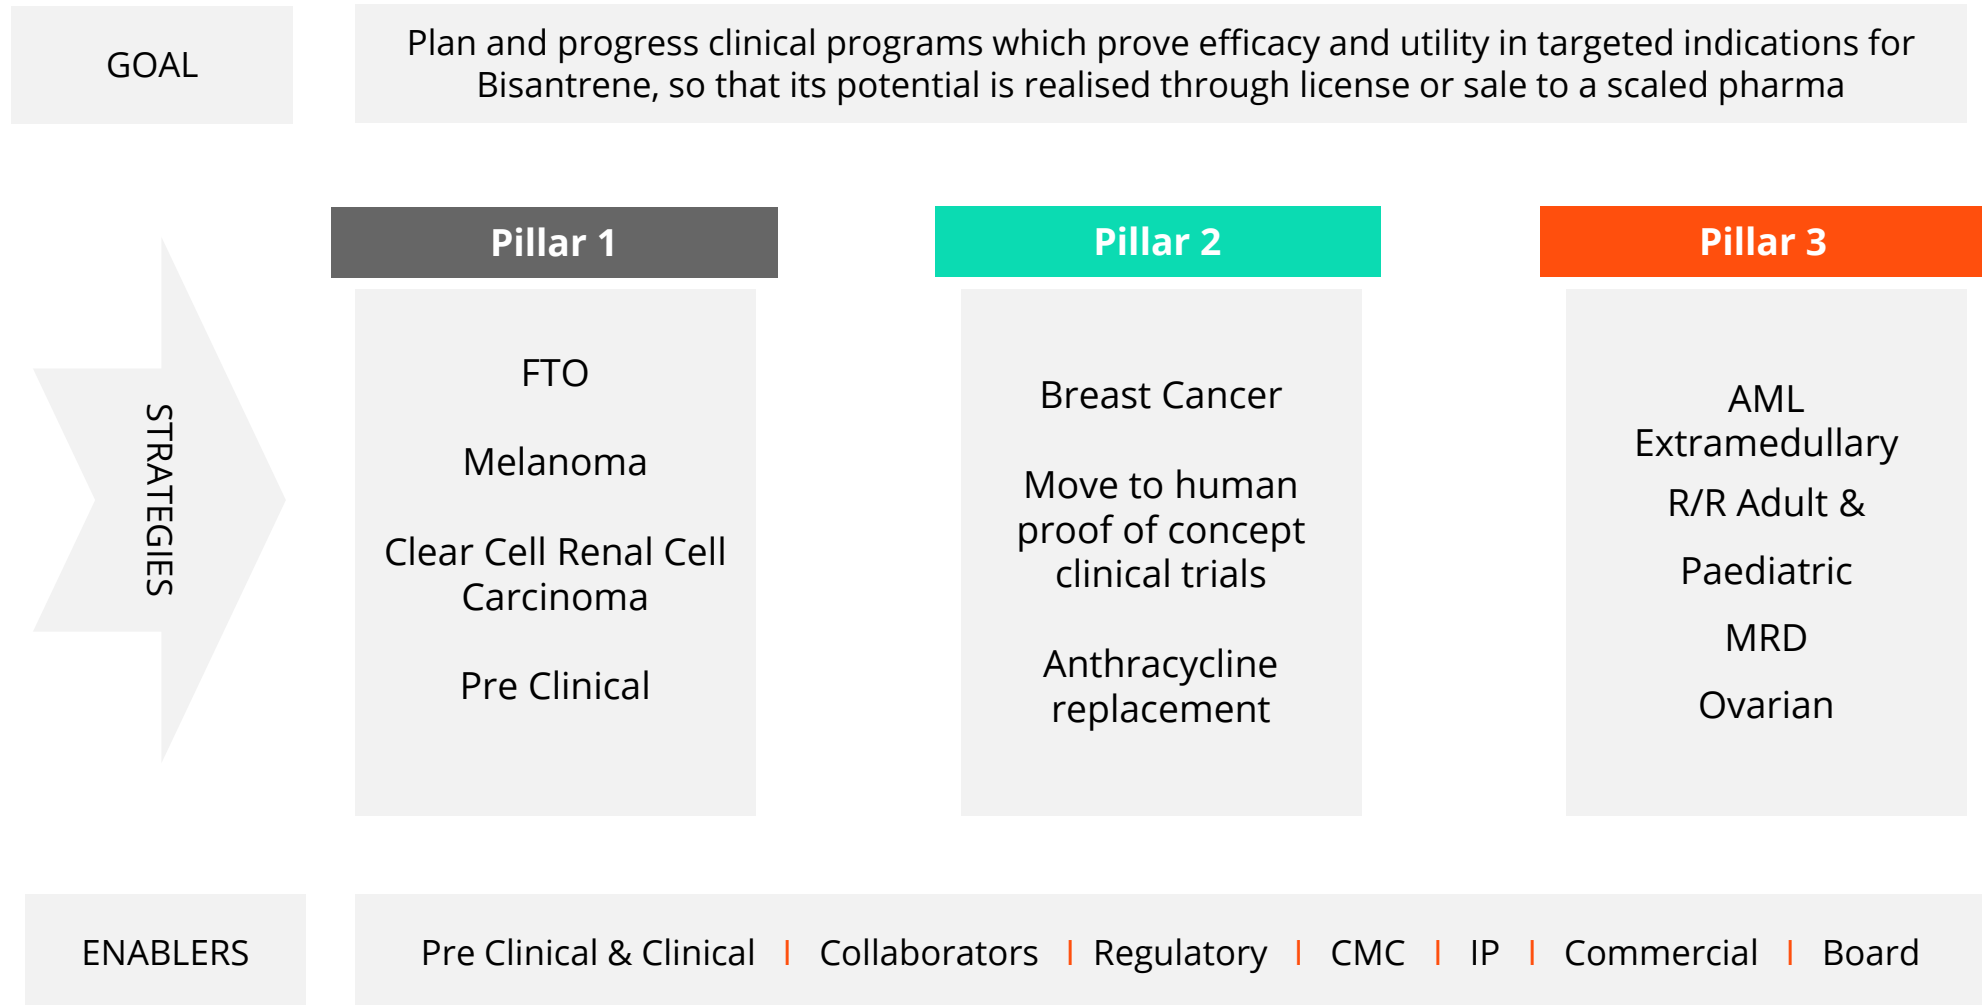 GOAL
Plan and progress clinical programs which prove efficacy and utility in targeted indications for
Bisantrene, so that its potential is realised through license or sale to a scaled pharma
STRATEGIES
Pillar 1
FTO
Melanoma
Clear Cell Renal Cell
Carcinoma
Pre Clinical
Pillar 2
Breast Cancer
Move to human
proof of concept
clinical trials
Anthracycline
replacement
Pillar 3
AML
Extramedullary
R/R Adult &
Paediatric
MRD
Ovarian
ENABLERS
Pre Clinical & Clinical | Collaborators | Regulatory | CMC | IP | Commercial | Board